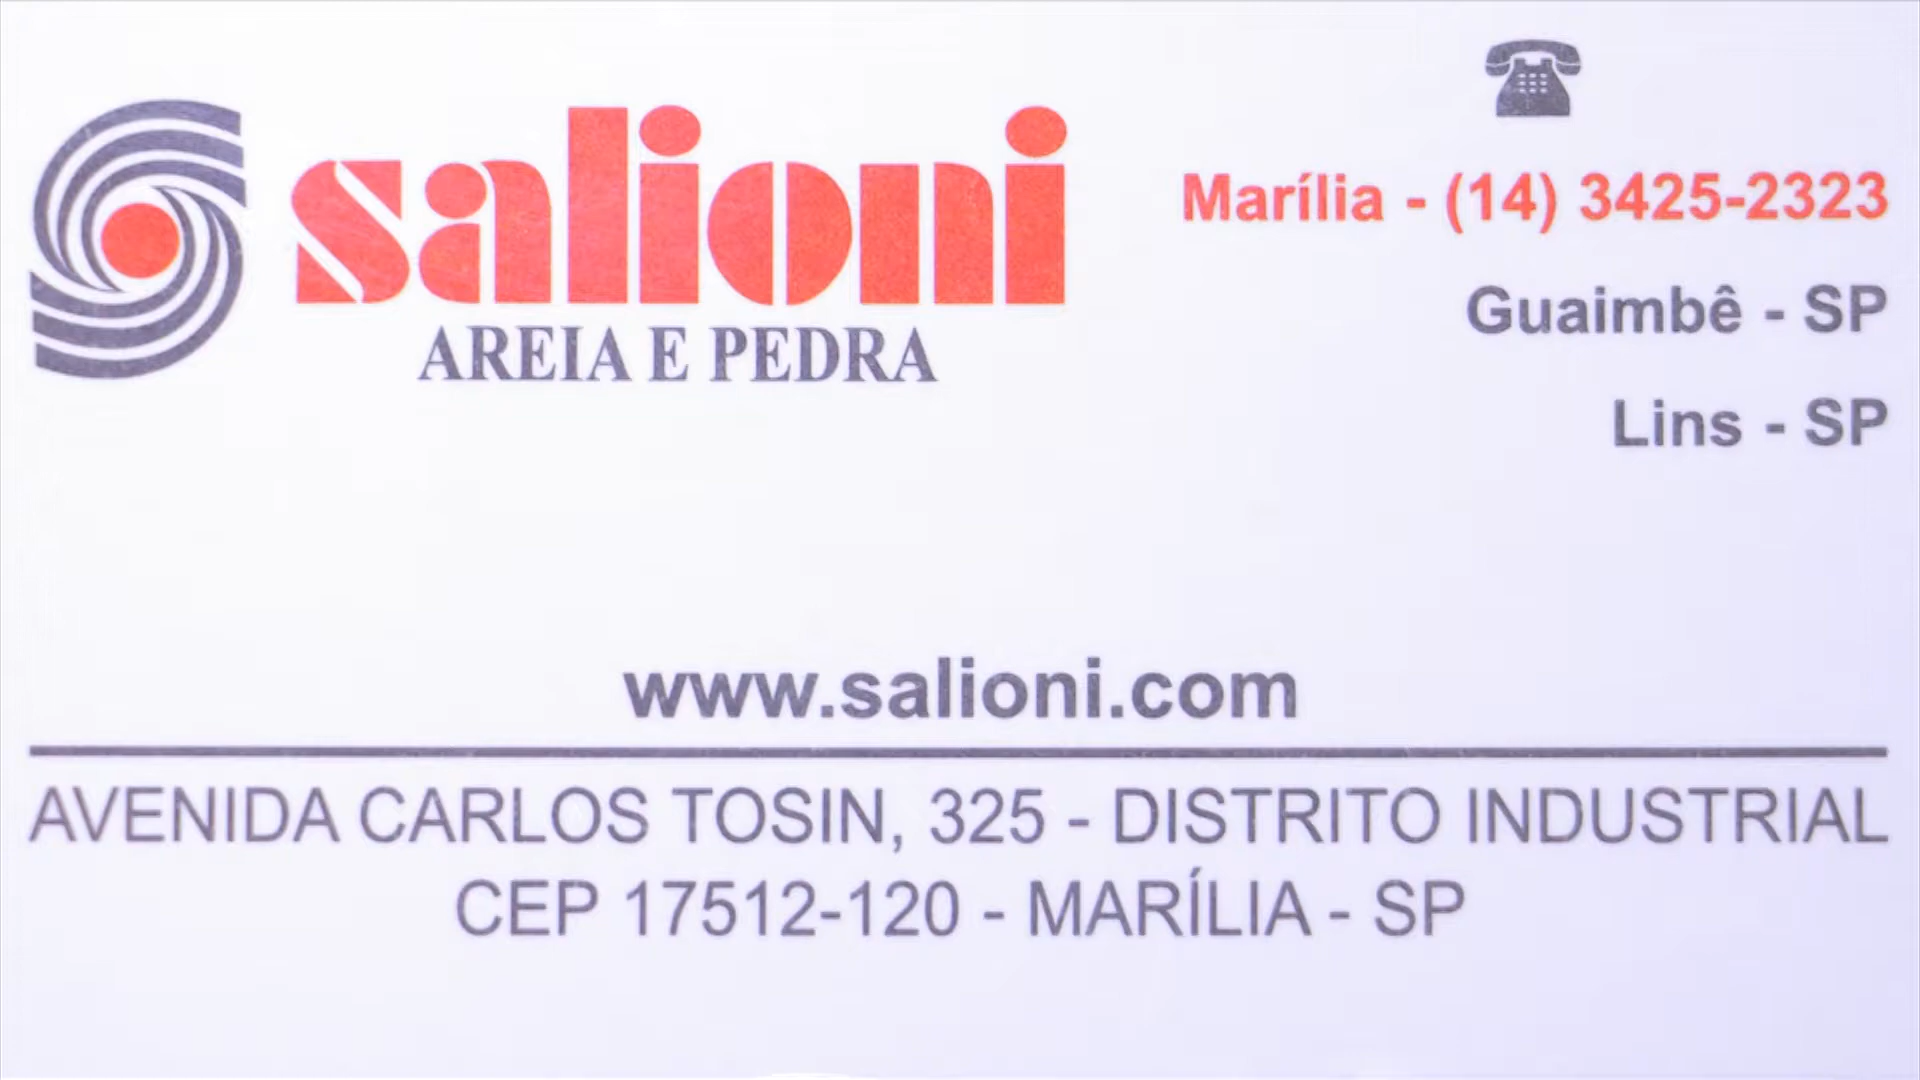 salioni
AREIA E PEDRA
Marília - (14) 3425-2323
Guaimbê - SP
Lins - SP
www.salioni.com
AVENIDA CARLOS TOSIN, 325 - DISTRITO INDUSTRIAL
CEP 17512-120 - MARÍLIA - SP